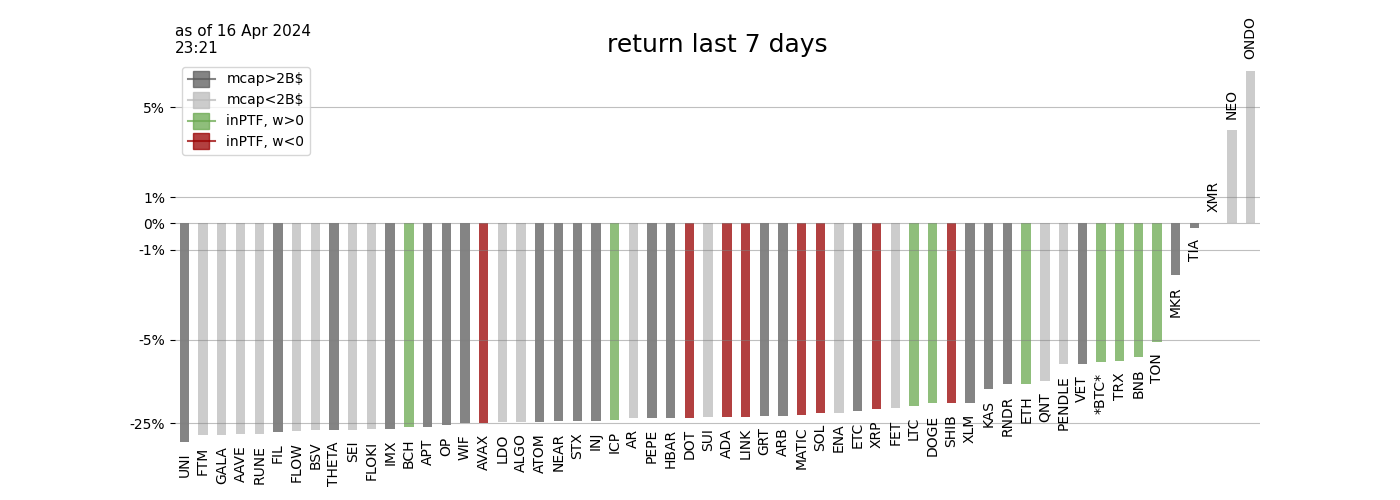 as of 16 Apr 2024
23:21
return last 7 days
mcap>2B$
mcap<2B$
inPTF, w>0
inPTF, w<0
5%
1%
0%
-1%
-5%
-25%
UNI
FTM
GALA
AAVE
RUNE
FIL
FLOW
BSV
THETA
SEI
FLOKI
IMX
BCH
APT
OP
WIF
AVAX
LDO
ALGO
ATOM
NEAR
STX
INJ
ICP
AR
PEPE
HBAR
DOT
SUI
ADA
LINK
GRT
ARB
MATIC
SOL
ENA
ETC
XRP
FET
LTC
DOGE
SHIB
XLM
KAS
RNDR
ETH
QNT
PENDLE
VET
*BTC*
TRX
BNB
TON
MKR
TIA
XMR
NEO
ONDO